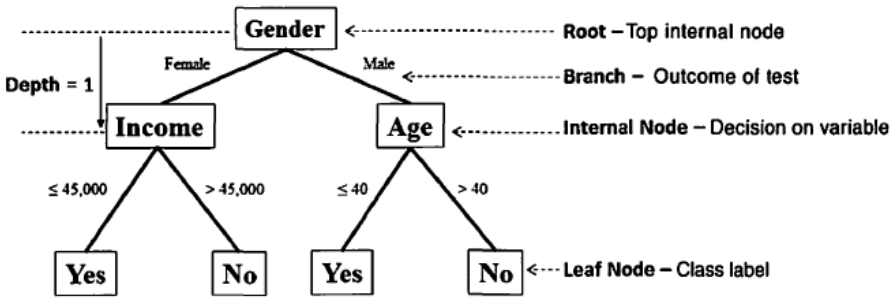 Gender
Root – Top internal node
Female
Male
Branch – Outcome of test
Depth = 1
Income
Age
Internal Node – Decision on variable
≤ 45,000
> 45,000
≤ 40
> 40
Yes
No
Yes
No
Leaf Node – Class label